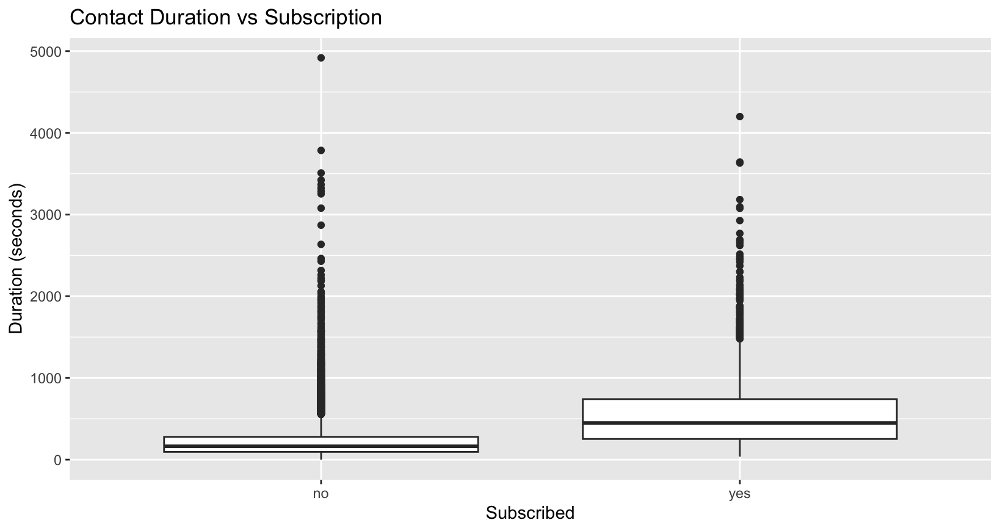 Contact Duration vs Subscription
5000
4000
3000
2000
1000
0
Duration (seconds)
no
yes
Subscribed